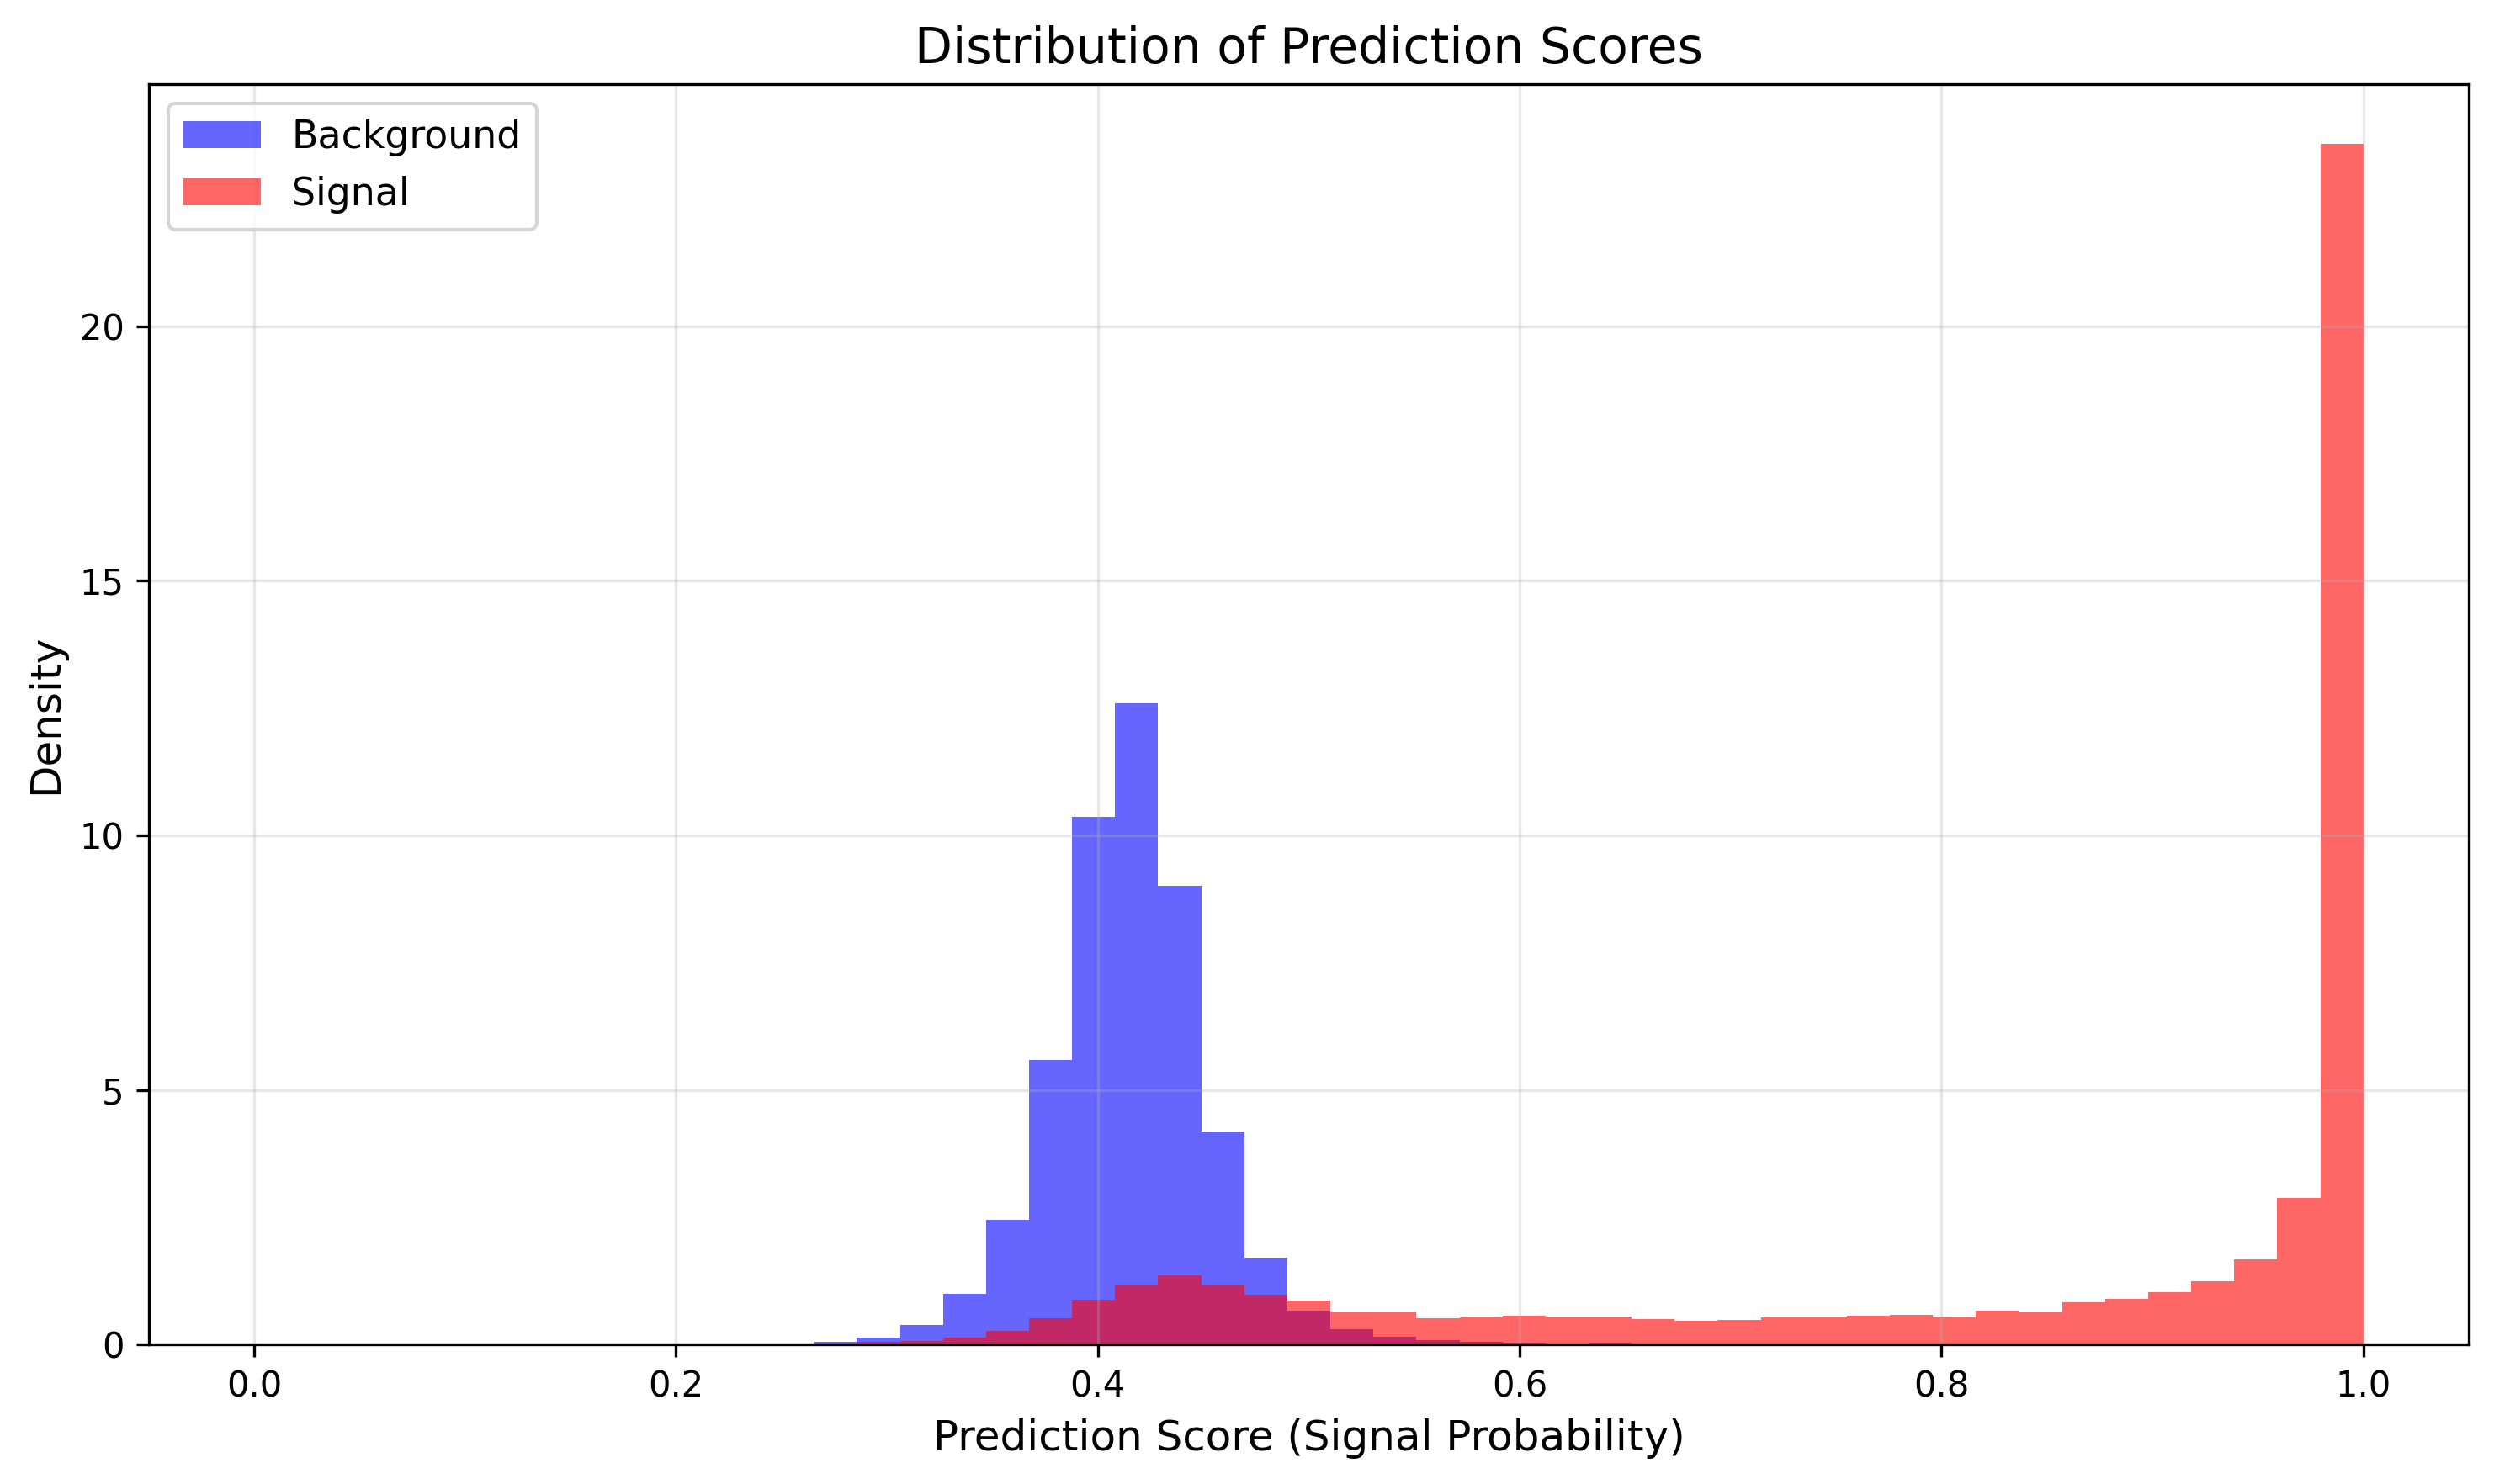 Distribution of Prediction Scores
Background
Signal
Density
20
15
10
5
0
0.0 0.2 0.4 0.6 0.8 1.0
Prediction Score (Signal Probability)